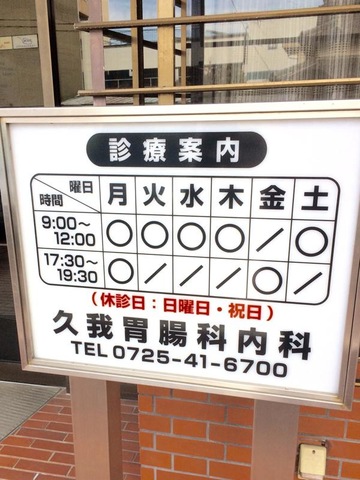 診療案内
曜日 時間 月 火 水 木 金 土
9:00～12:00 ○ ○ ○ ○ / ○
17:30～19:30 ○ / / / ○ /
（休診日：日曜日・祝日）
久我胃腸科内科
TEL 0725-41-6700